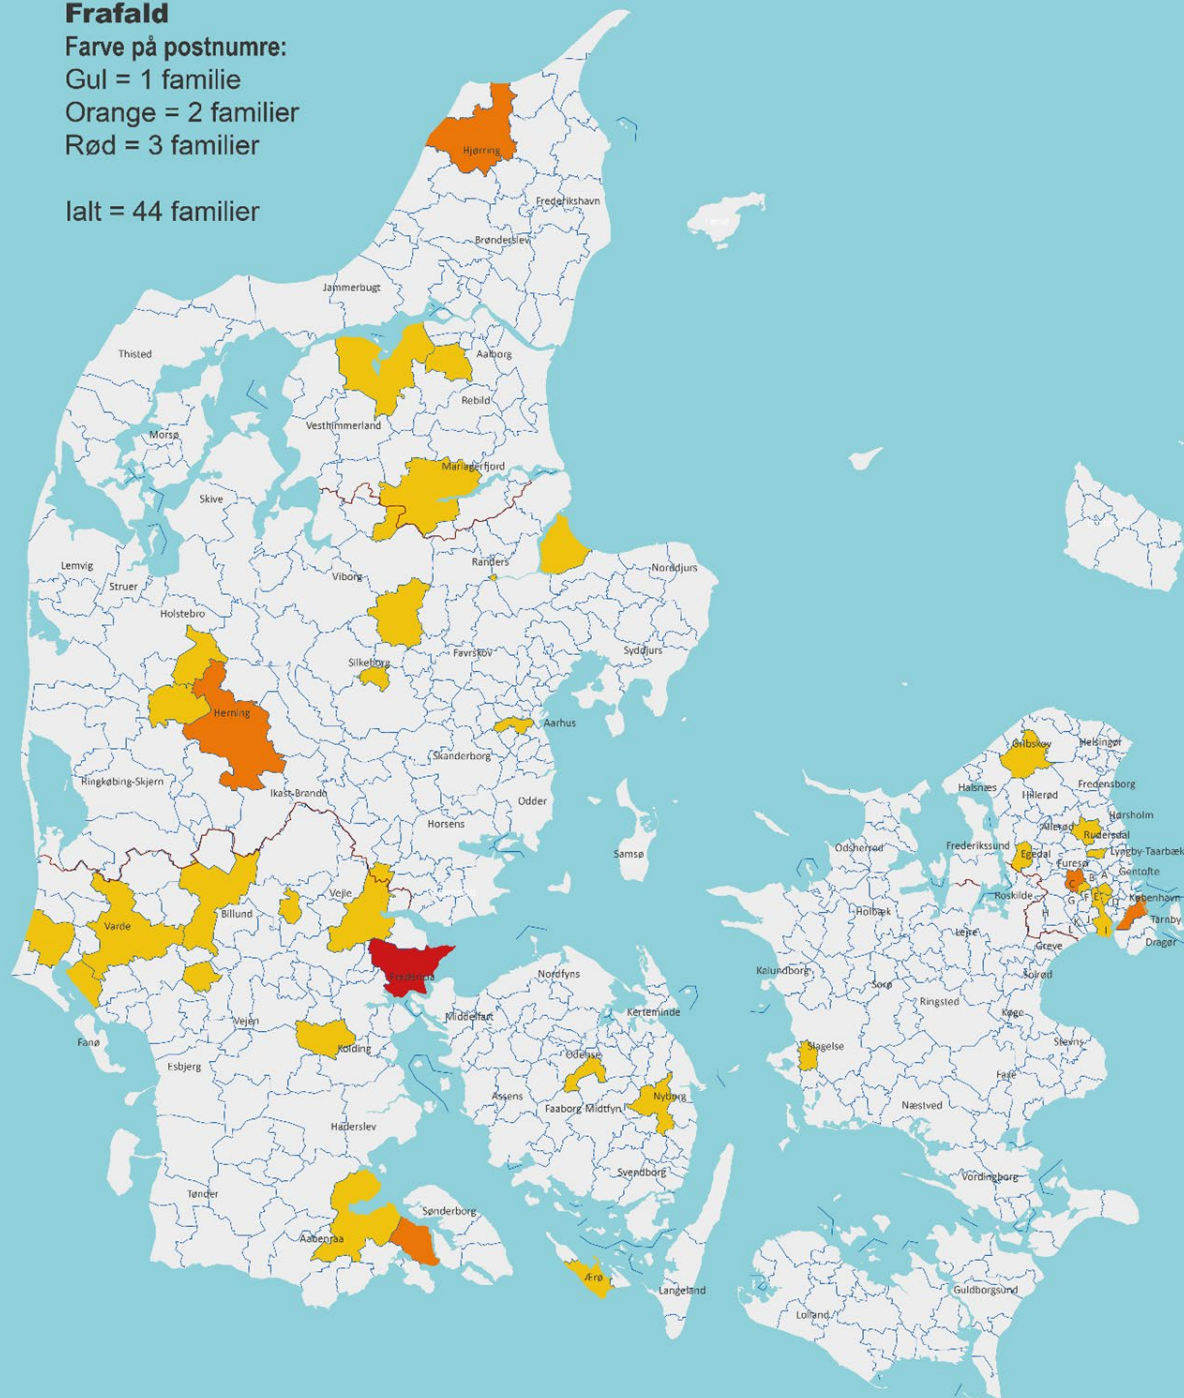 Frafald
Farve på postnumre:
Gul = 1 familie
Orange = 2 familier
Rød = 3 familier
Ialt = 44 familier
Hjørring
Frederikshavn
Brønderslev
Jammerbugt
Thisted
Aalborg
Rebild
Vesthimmerland
Morsø
Mariagerfjord
Skive
Lemvig
Struer
Viborg
Randers
Norddjurs
Holstebro
Silkeborg
Favrskov
Syddjurs
Herning
Aarhus
Skanderborg
Ringkøbing-Skjern
Ikast-Brande
Odder
Horsens
Samsø
Gribskov
Helsingør
Halsnæs
Hillerød
Fredensborg
Hørsholm
Allerød
Rudersdal
Odsherred
Frederikssund
Egedal
Furesø
Lyngby-Taarbæk
Gentofte
A
B
C
D
E
F
G
H
I
J
K
L
Roskilde
København
Tårnby
Dragør
Greve
Holbæk
Lejre
Solrød
Vejle
Billund
Varde
Fredericia
Kalundborg
Sorø
Ringsted
Køge
Nordfyns
Kerteminde
Middelfart
Vejen
Fanø
Kolding
Esbjerg
Odense
Slagelse
Stevns
Faxe
Assens
Faaborg-Midtfyn
Nyborg
Næstved
Haderslev
Svendborg
Vordingborg
Tønder
Sønderborg
Aabenraa
Ærø
Langeland
Guldborgsund
Lolland